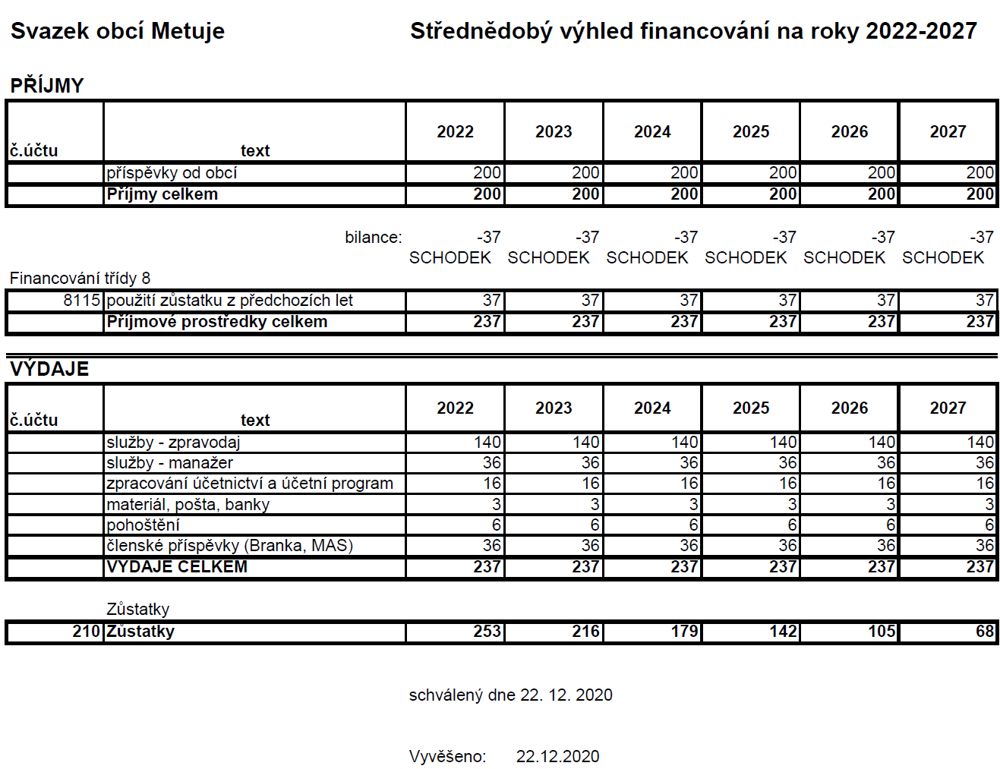 Svazek obcí Metuje Střednědobý výhled financování na roky 2022-2027
PŘÍJMY
č.účtu text 2022 2023 2024 2025 2026 2027
příspěvky od obcí 200 200 200 200 200 200
Příjmy celkem 200 200 200 200 200 200
bilance: -37 -37 -37 -37 -37 -37
SCHODEK SCHODEK SCHODEK SCHODEK SCHODEK SCHODEK
Financování třídy 8
8115 použití zůstatku z předchozích let 37 37 37 37 37 37
Příjmové prostředky celkem 237 237 237 237 237 237
VÝDAJE
č.účtu text 2022 2023 2024 2025 2026 2027
služby - zpravodaj 140 140 140 140 140 140
služby - manažer 36 36 36 36 36 36
zpracování účetnictví a účetní program 16 16 16 16 16 16
materiál, pošta, banky 3 3 3 3 3 3
pohoštění 6 6 6 6 6 6
členské příspěvky (Branka, MAS) 36 36 36 36 36 36
VÝDAJE CELKEM 237 237 237 237 237 237
Zůstatky
210 Zůstatky 253 216 179 142 105 68
schválený dne 22. 12. 2020
Vyvěšeno: 22.12.2020